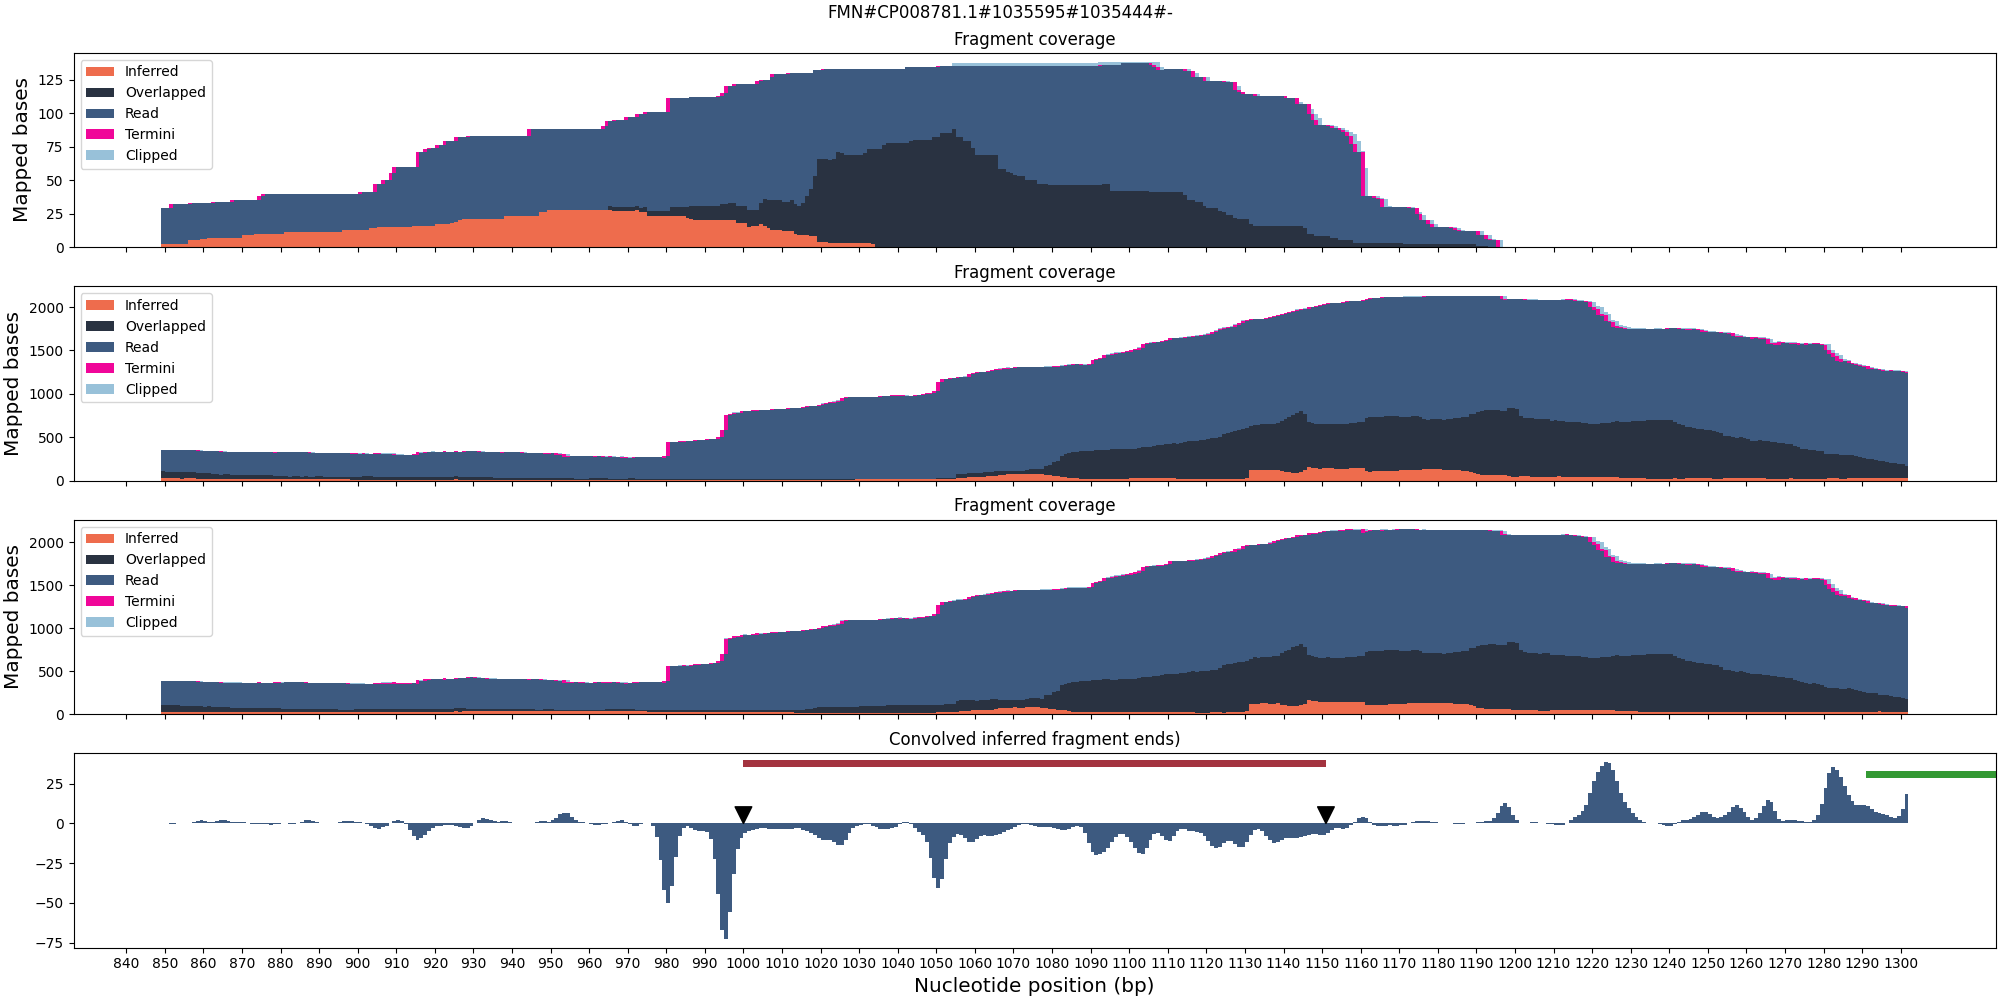 FMN#CP008781.1#1035595#1035444#-
Fragment coverage
Mapped bases
125
100
75
50
25
0
Inferred
Overlapped
Read
Termini
Clipped
Fragment coverage
Mapped bases
2000
1500
1000
500
0
Inferred
Overlapped
Read
Termini
Clipped
Fragment coverage
Mapped bases
2000
1500
1000
500
0
Inferred
Overlapped
Read
Termini
Clipped
Convolved inferred fragment ends)
25
0
−25
−50
−75
840 850 860 870 880 890 900 910 920 930 940 950 960 970 980 990 1000 1010 1020 1030 1040 1050 1060 1070 1080 1090 1100 1110 1120 1130 1140 1150 1160 1170 1180 1190 1200 1210 1220 1230 1240 1250 1260 1270 1280 1290 1300
Nucleotide position (bp)